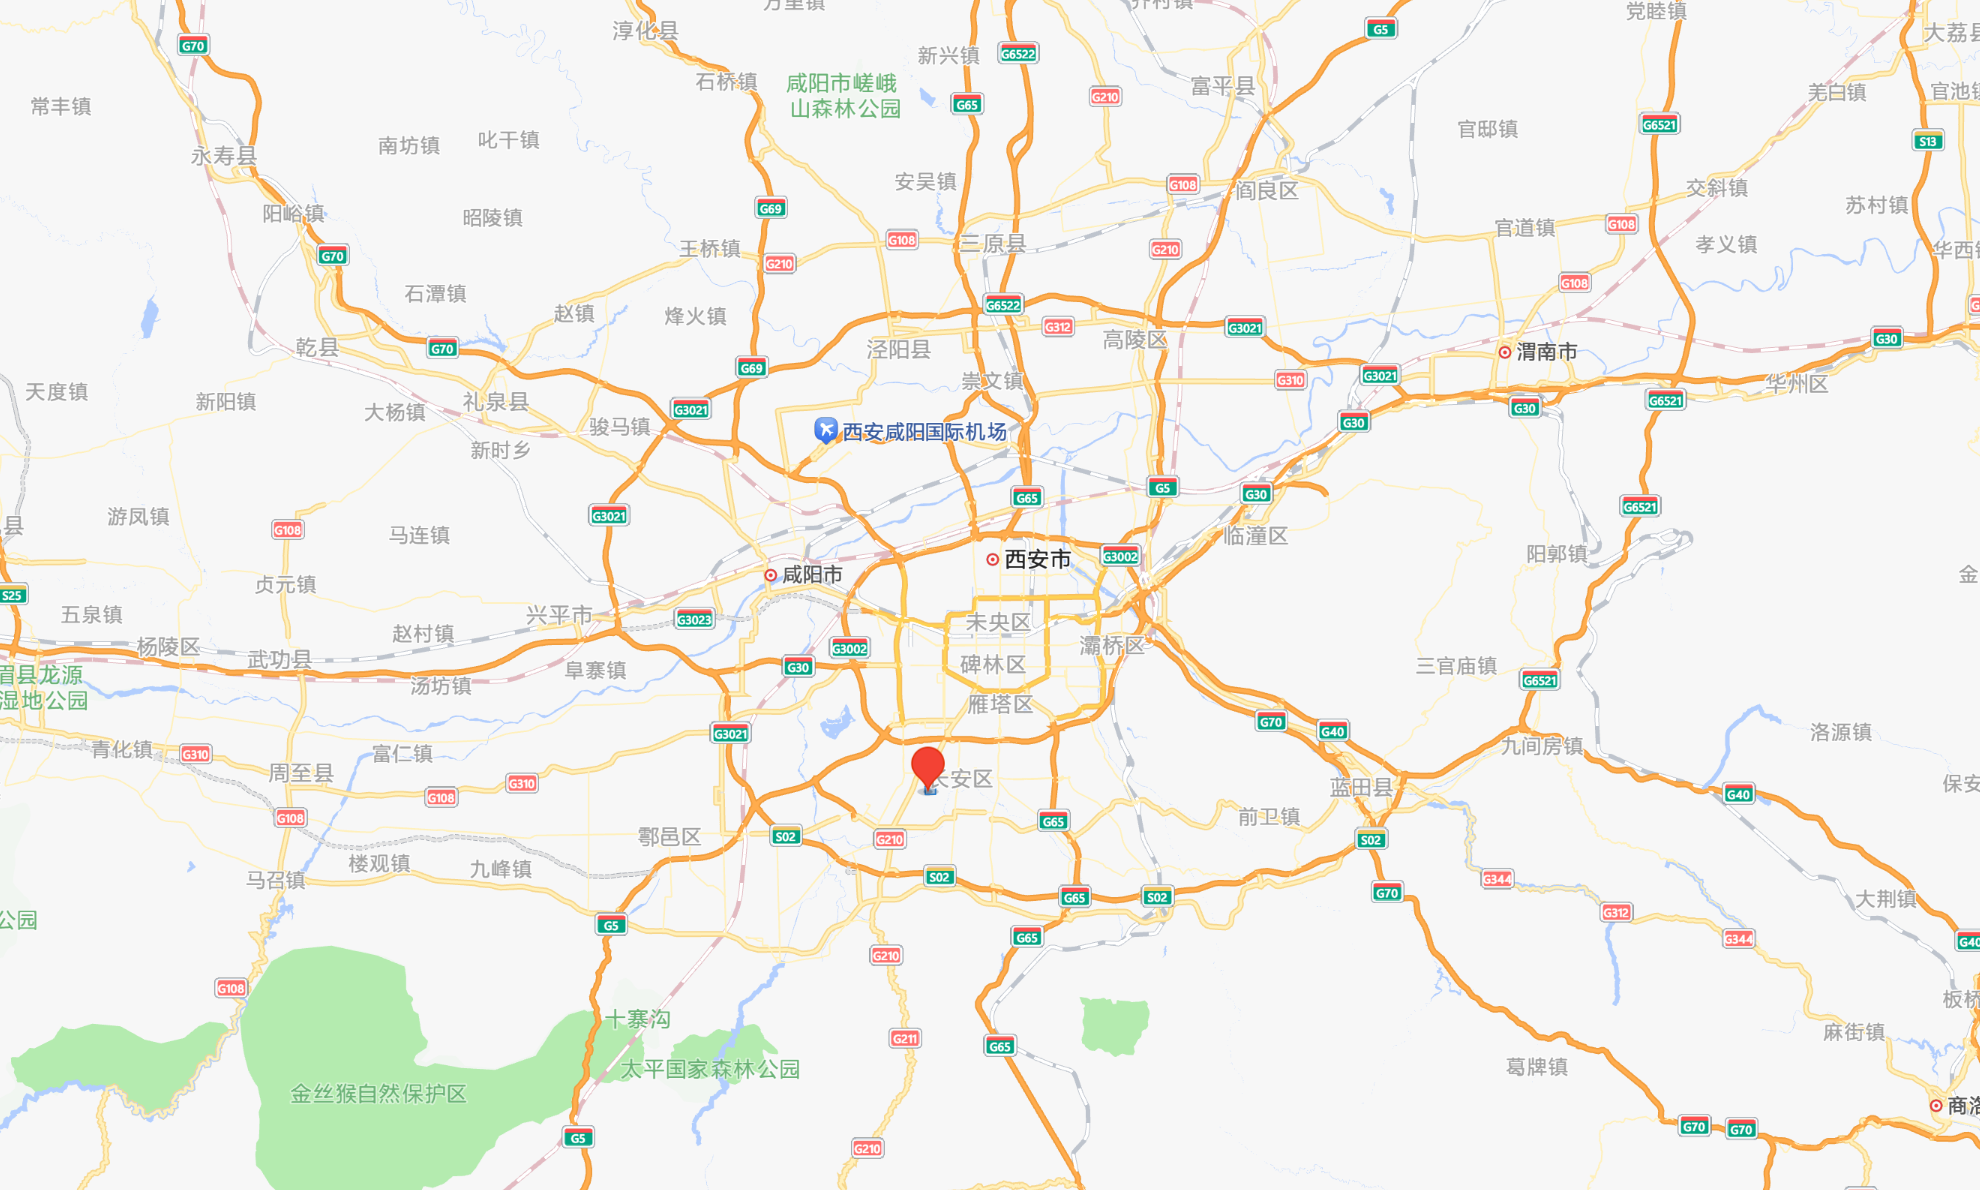 万里镇
乔村镇
党睦镇
淳化县
G70
G5
大荔县
新兴镇
G6522
石桥镇
咸阳市嵯峨
山森林公园
G65
G210
富平县
羌白镇
官池镇
常丰镇
南坊镇
叱干镇
官邸镇
G6521
S13
永寿县
安吴镇
G108
阎良区
交斜镇
苏村镇
阳峪镇
昭陵镇
G69
G108
三原县
官道镇
G108
孝义镇
华西镇
G70
王桥镇
G210
G210
石潭镇
赵镇
烽火镇
G6522
G312
G108
乾县
G70
泾阳县
高陵区
G3021
渭南市
G30
天度镇
新阳镇
大杨镇
礼泉县
G69
G3021
崇文镇
G310
G3021
G30
G6521
华州区
骏马镇
西安咸阳国际机场
G30
新时乡
G65
G5
G30
G6521
县
游凤镇
G108
马连镇
G3021
临潼区
阳郭镇
S25
贞元镇
咸阳市
西安市
G3002
金
五泉镇
兴平市
G3023
未央区
杨陵区
武功县
赵村镇
阜寨镇
G30
G3002
碑林区
灞桥区
三官庙镇
G6521
眉县龙源
湿地公园
汤坊镇
雁塔区
G70
G40
青化镇
G310
富仁镇
G3021
九间房镇
洛源镇
周至县
G108
G310
长安区
蓝田县
G40
保安
G108
鄠邑区
S02
G210
G65
前卫镇
S02
马召镇
楼观镇
九峰镇
S02
G65
S02
G70
G344
大荆镇
公园
G5
G65
G312
G344
G40
G108
G210
板桥
十寨沟
G211
G65
麻街镇
金丝猴自然保护区
太平国家森林公园
葛牌镇
商洛
G5
G210
G70
G70